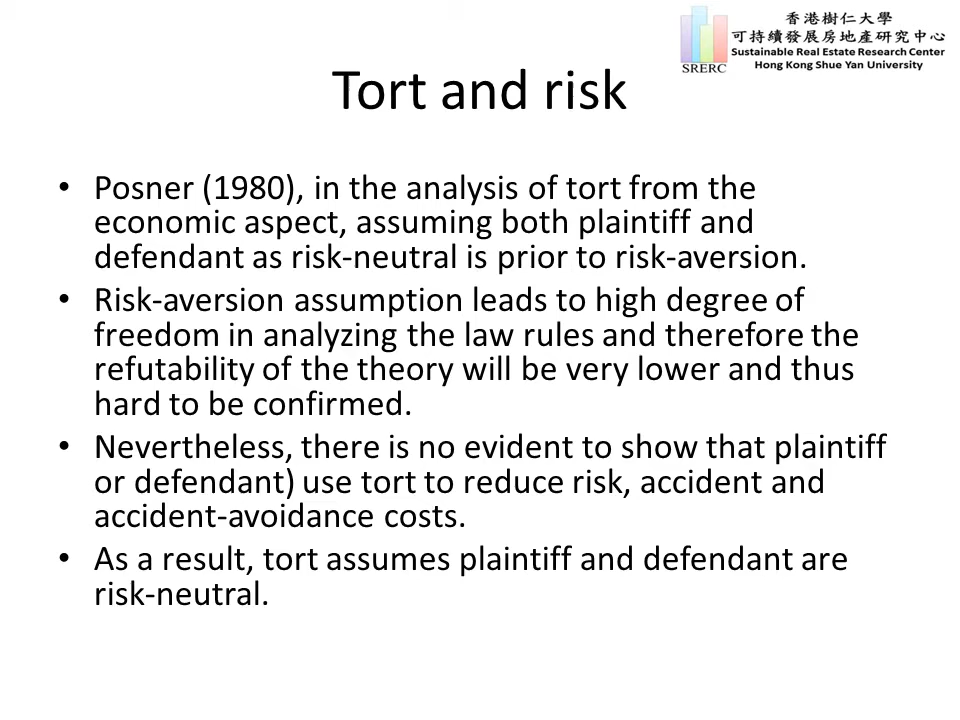 香港樹仁大學
可持續發展房地產研究中心
Sustainable Real Estate Research Center
Hong Kong Shue Yan University
SRERC
Tort and risk
• Posner (1980), in the analysis of tort from the
economic aspect, assuming both plaintiff and
defendant as risk-neutral is prior to risk-aversion.
• Risk-aversion assumption leads to high degree of
freedom in analyzing the law rules and therefore the
refutability of the theory will be very lower and thus
hard to be confirmed.
• Nevertheless, there is no evident to show that plaintiff
or defendant) use tort to reduce risk, accident and
accident-avoidance costs.
• As a result, tort assumes plaintiff and defendant are
risk-neutral.